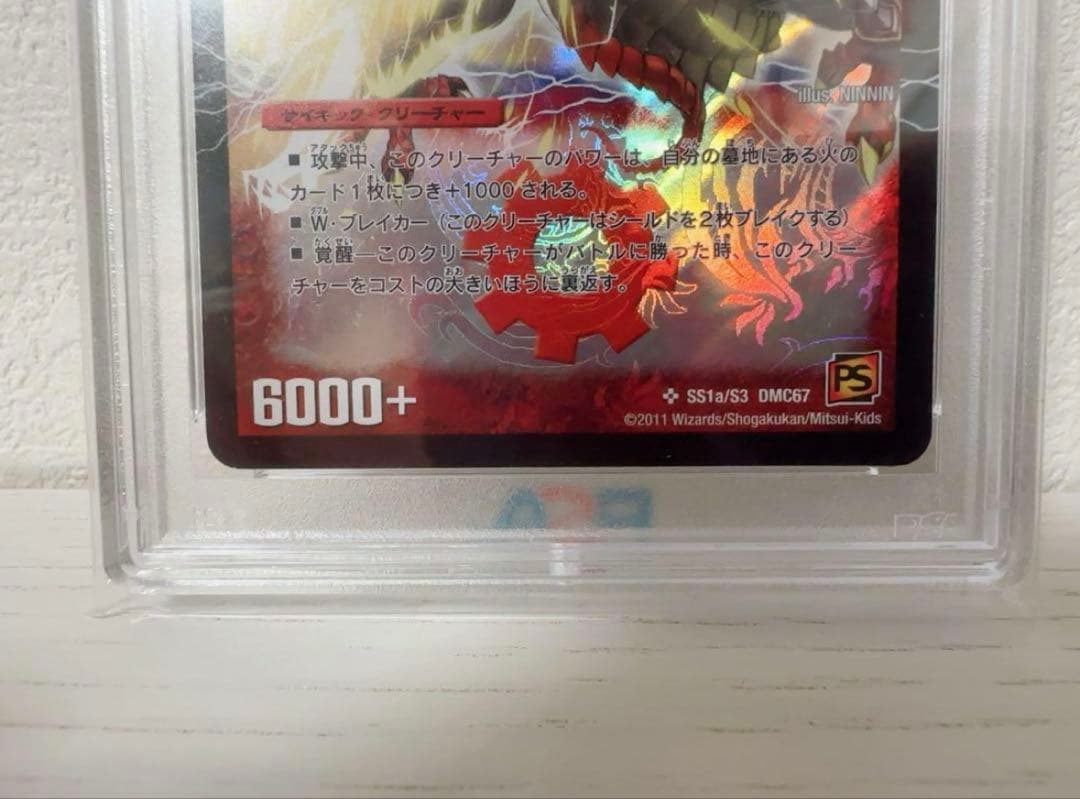 illus. NINNIN
サイキック・クリーチャー
■ 攻撃中、このクリーチャーのパワーは、自分の墓地にある火の
カード1枚につき+1000される。
■ W・ブレイカー（このクリーチャーはシールドを2枚ブレイクする）
■ 覚醒—このクリーチャーがバトルに勝った時、このクリー
チャーをコストの大きいほうに裏返す。
6000+
SS1a/S3 DMC67
PS
©2011 Wizards/Shogakukan/Mitsui-Kids
PSA